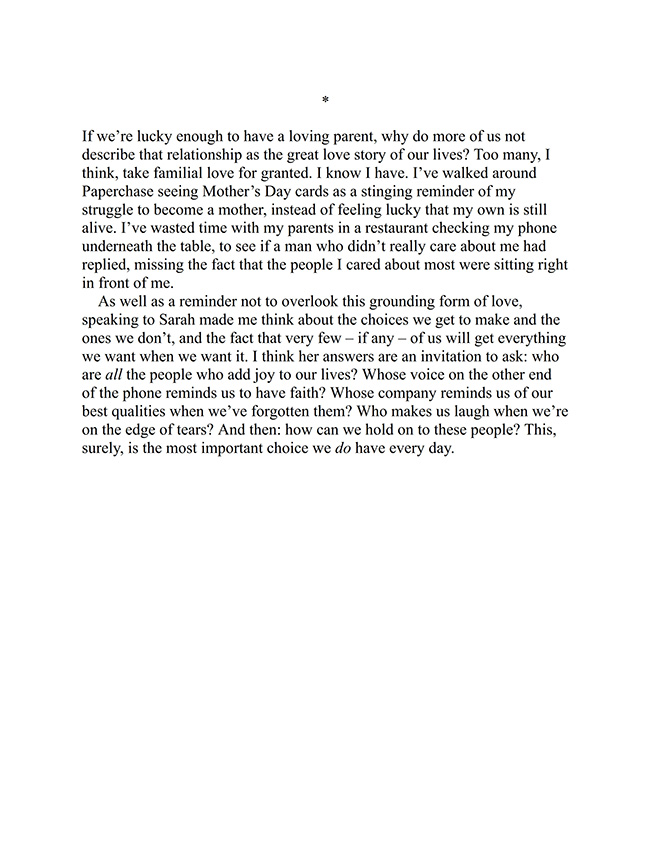 *
If we’re lucky enough to have a loving parent, why do more of us not
describe that relationship as the great love story of our lives? Too many, I
think, take familial love for granted. I know I have. I’ve walked around
Paperchase seeing Mother’s Day cards as a stinging reminder of my
struggle to become a mother, instead of feeling lucky that my own is still
alive. I’ve wasted time with my parents in a restaurant checking my phone
underneath the table, to see if a man who didn’t really care about me had
replied, missing the fact that the people I cared about most were sitting right
in front of me.
As well as a reminder not to overlook this grounding form of love,
speaking to Sarah made me think about the choices we get to make and the
ones we don’t, and the fact that very few – if any – of us will get everything
we want when we want it. I think her answers are an invitation to ask: who
are all the people who add joy to our lives? Whose voice on the other end
of the phone reminds us to have faith? Whose company reminds us of our
best qualities when we’ve forgotten them? Who makes us laugh when we’re
on the edge of tears? And then: how can we hold on to these people? This,
surely, is the most important choice we do have every day.